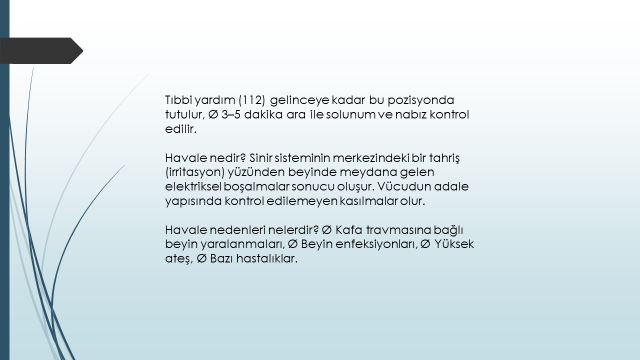 Tıbbi yardım (112) gelinceye kadar bu pozisyonda
tutulur, Ø 3–5 dakika ara ile solunum ve nabız kontrol
edilir.
Havale nedir? Sinir sisteminin merkezindeki bir tahriş
(irritasyon) yüzünden beyinde meydana gelen
elektriksel boşalmalar sonucu oluşur. Vücudun adale
yapısında kontrol edilemeyen kasılmalar olur.
Havale nedenleri nelerdir? Ø Kafa travmasına bağlı
beyin yaralanmaları, Ø Beyin enfeksiyonları, Ø Yüksek
ateş, Ø Bazı hastalıklar.